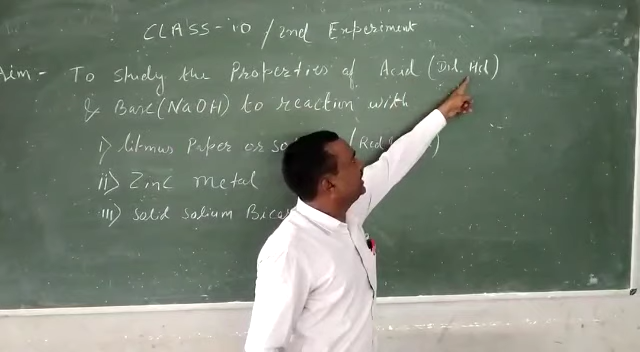 CLASS-10 / 2nd Experiment
Aim - To study the Properties of Acid (Dil. Hcl)
& Base (NaOH) to reaction with
i) litmus Paper or so / (Red
ii) Zinc metal
iii) Solid sodium Bica